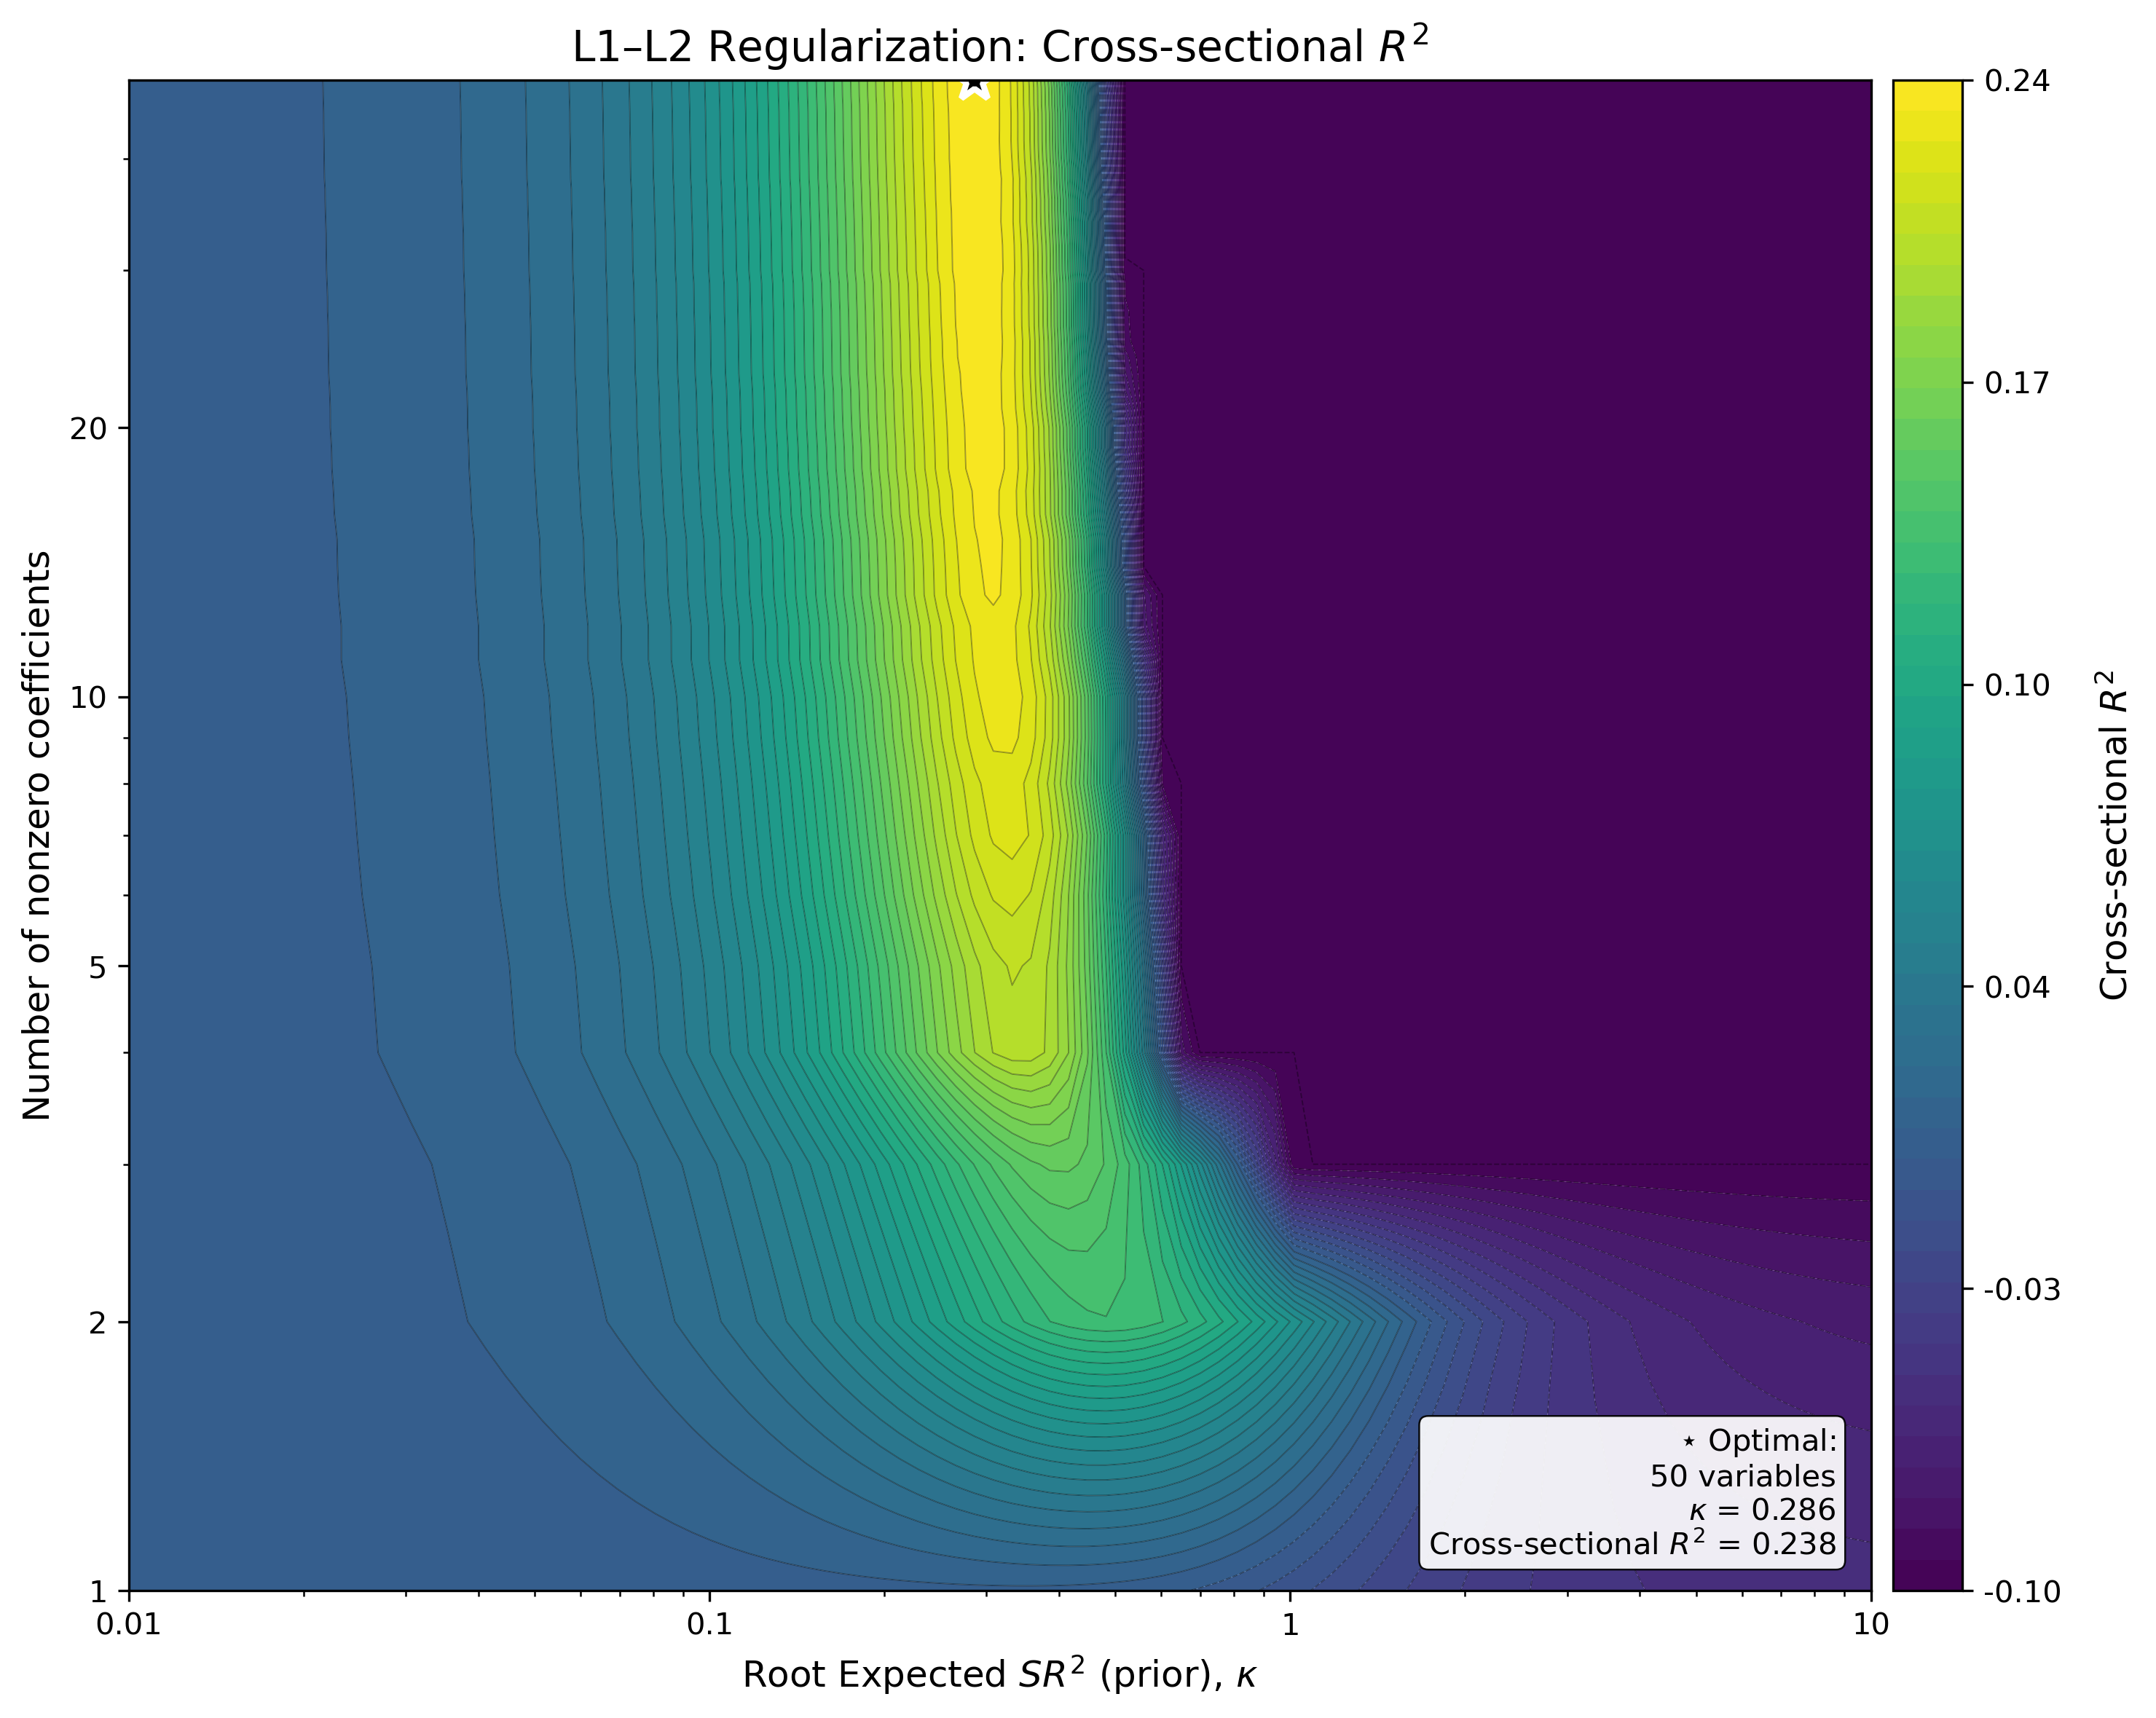 L1–L2 Regularization: Cross-sectional R²
Number of nonzero coefficients
20
10
5
2
1
0.01
0.1
1
10
Root Expected SR² (prior), κ
⋆ Optimal:
50 variables
κ = 0.286
Cross-sectional R² = 0.238
0.24
0.17
0.10
0.04
-0.03
-0.10
Cross-sectional R²